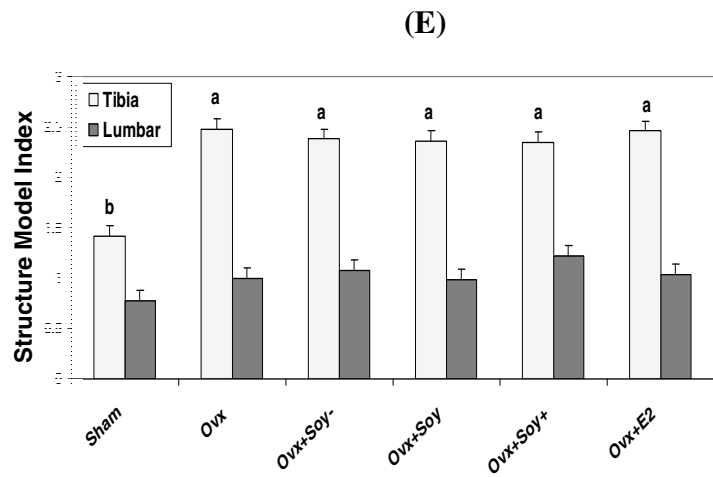 (E)
Tibia
Lumbar
Structure Model Index
b
a
a
a
a
a
Sham
Ovx
Ovx+Soy-
Ovx+Soy
Ovx+Soy+
Ovx+E2